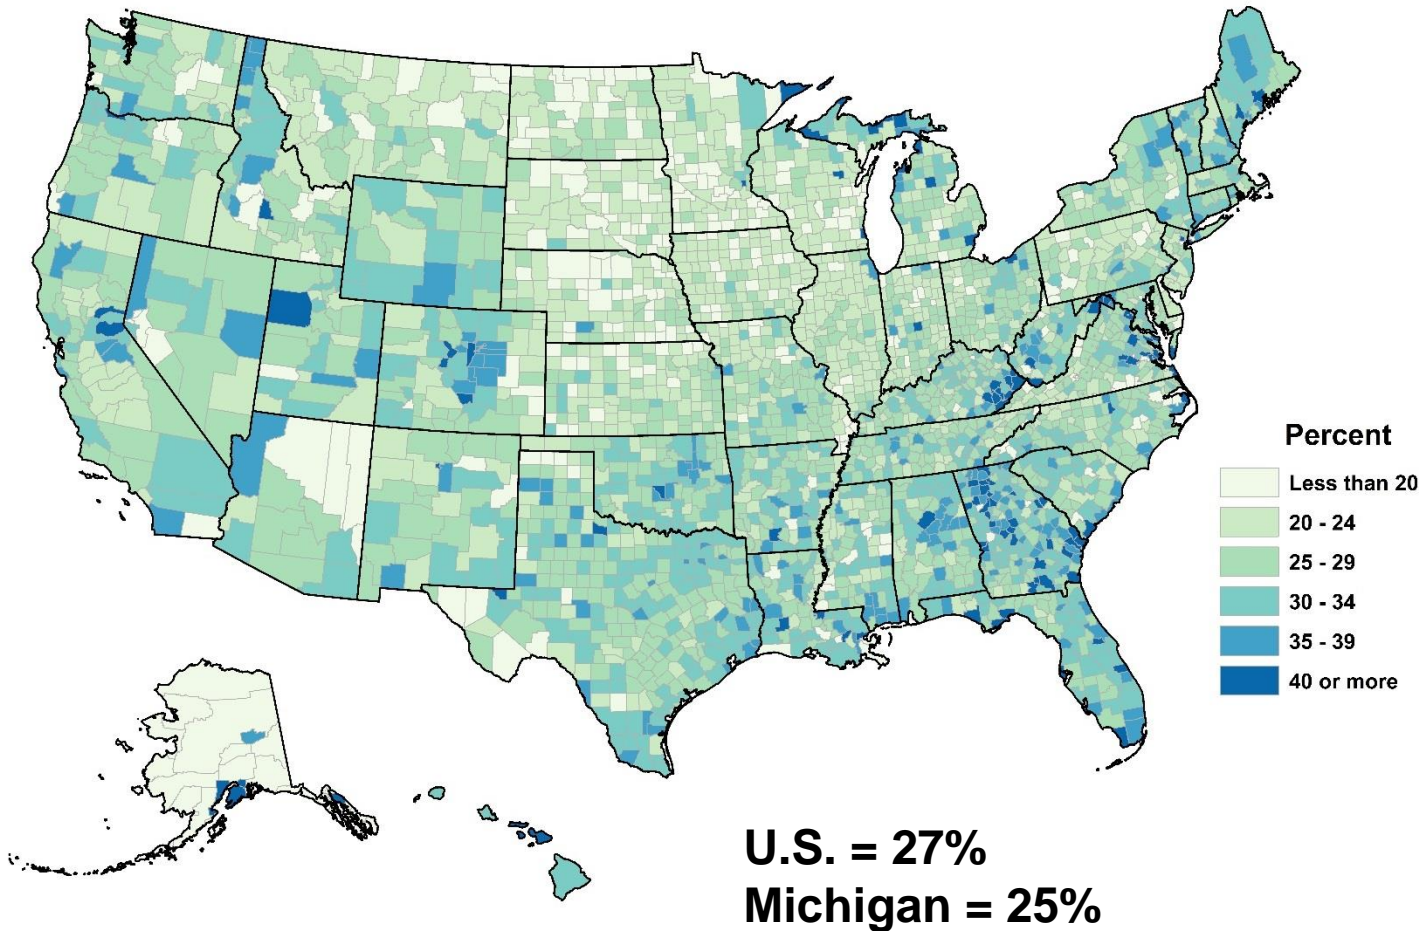 Percent
Less than 20
20 - 24
25 - 29
30 - 34
35 - 39
40 or more
U.S. = 27%
Michigan = 25%